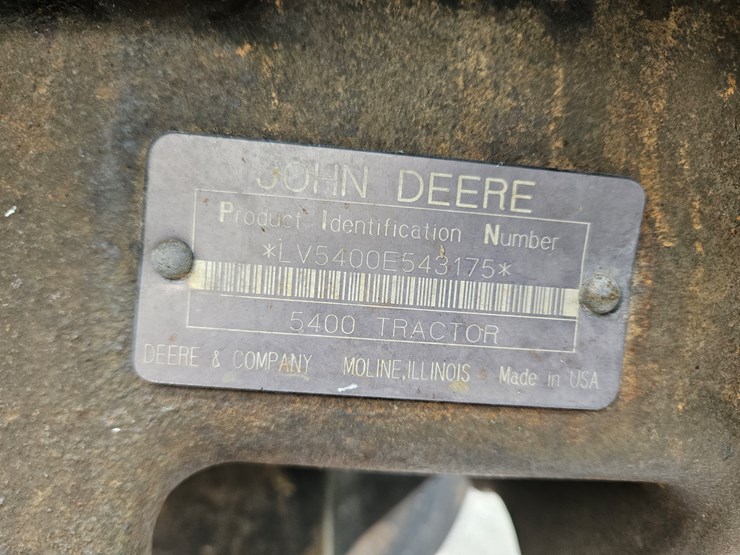 JOHN DEERE
Product Identification Number
*LV5400E543175*
5400 TRACTOR
DEERE & COMPANY MOLINE, ILLINOIS Made in USA